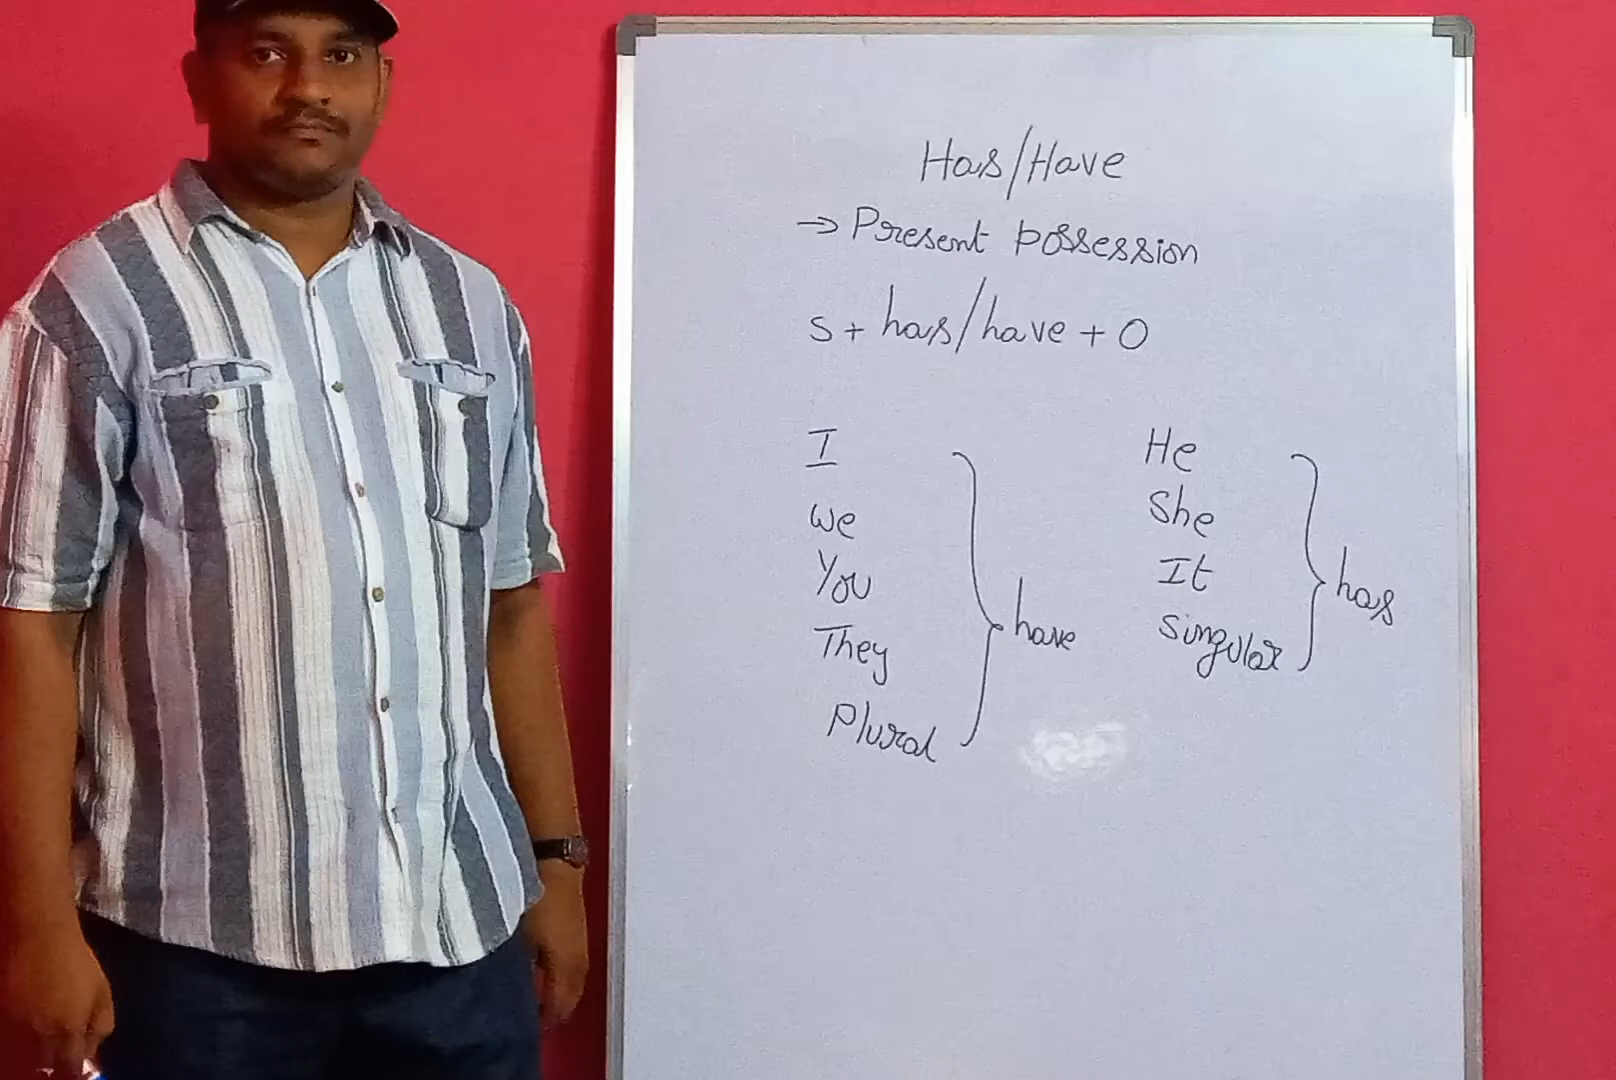 Has/Have
→ Present possession
S + has/have + O
I
we
You
They
Plural
have
He
She
It
Singular
has